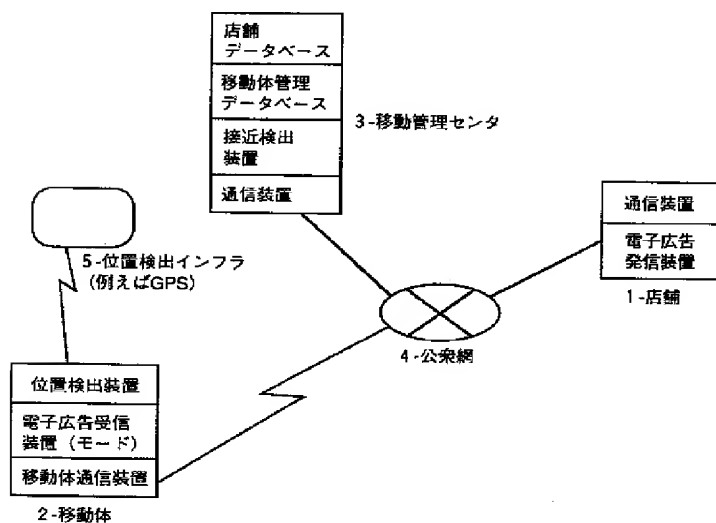 店舗
データベース
移動体管理
データベース
接近検出
装置
通信装置
3-移動管理センタ
通信装置
電子広告
発信装置
1-店舗
5-位置検出インフラ
(例えばGPS)
4-公衆網
位置検出装置
電子広告受信
装置(モード)
移動体通信装置
2-移動体